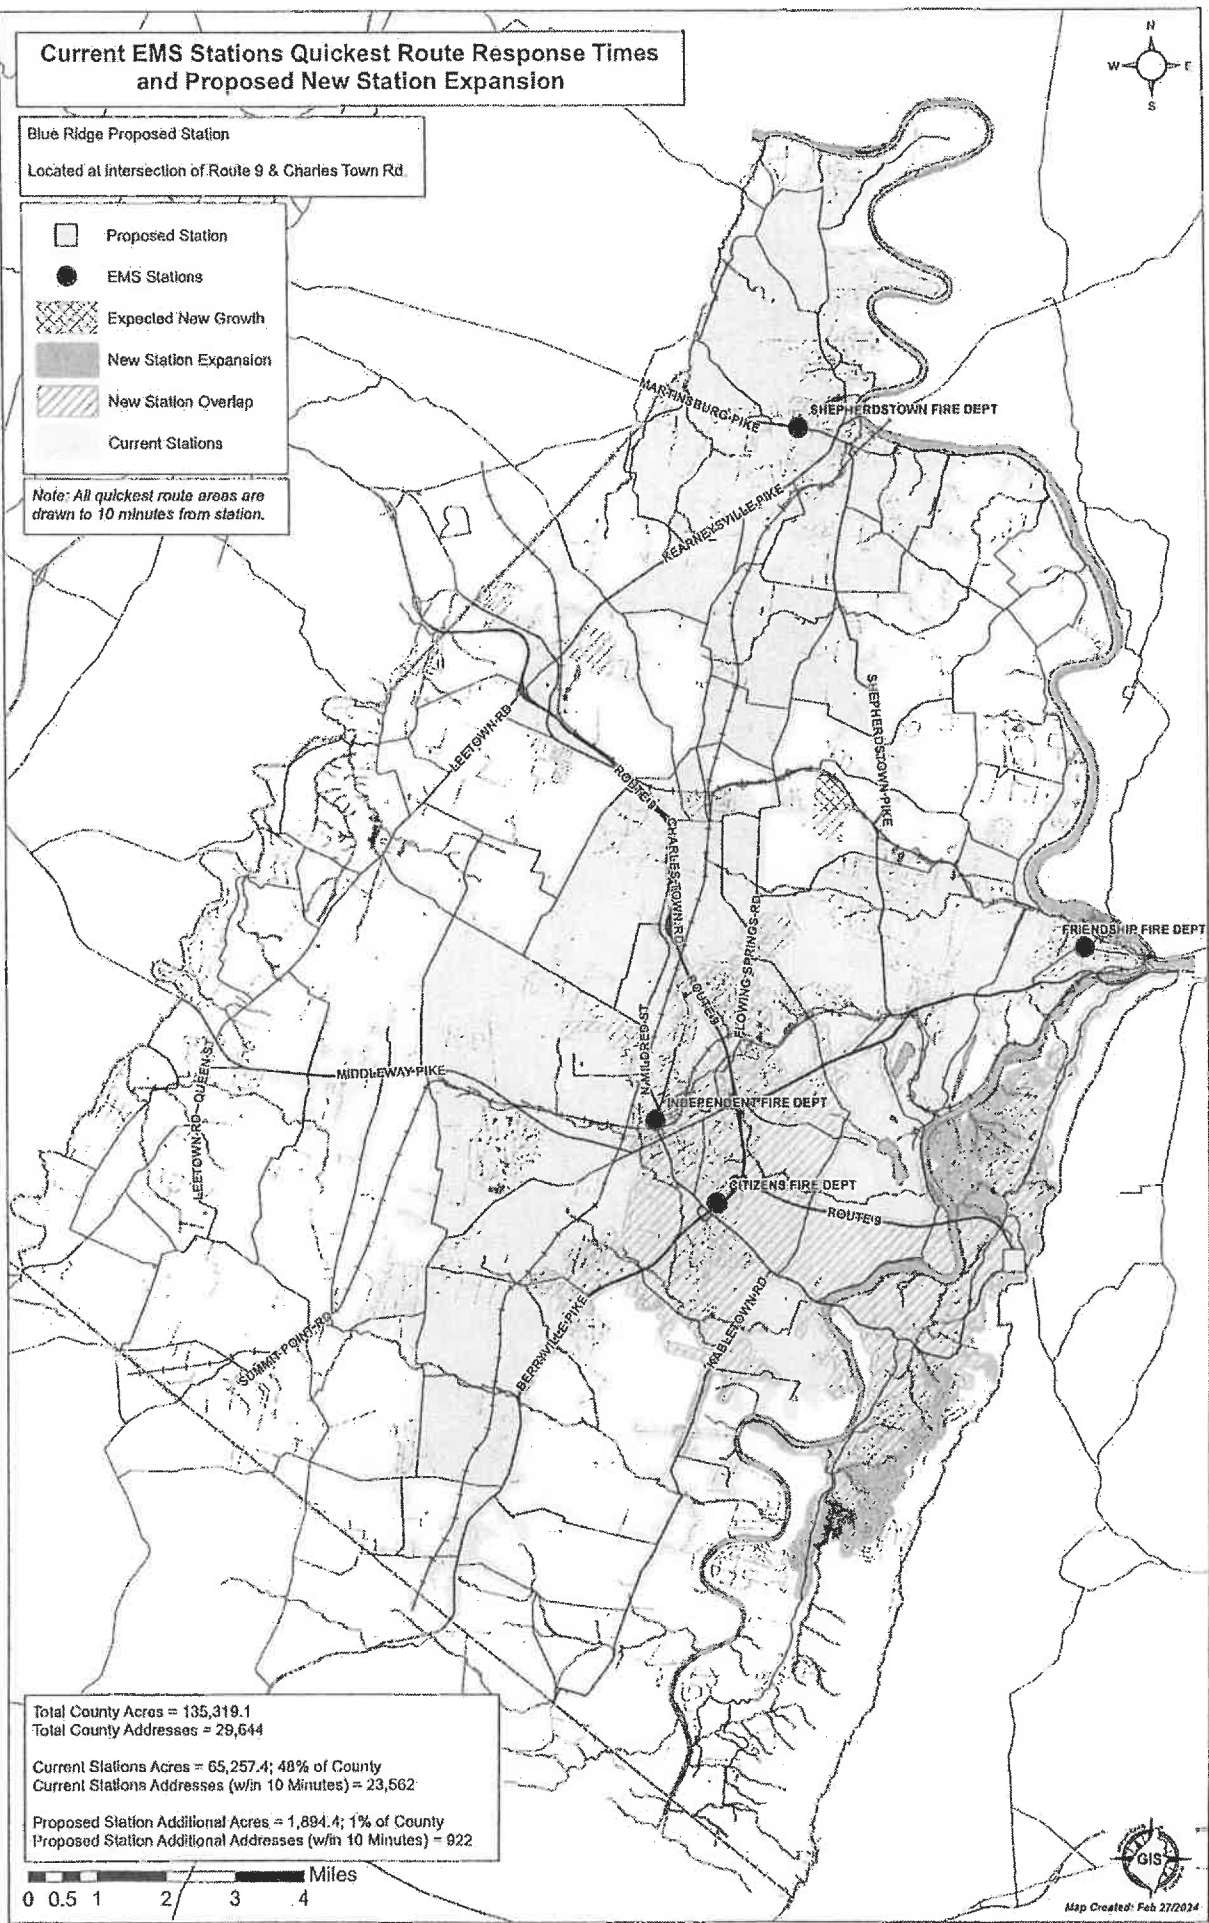 Current EMS Stations Quickest Route Response Times
and Proposed New Station Expansion
N
W
E
S
Blue Ridge Proposed Station
Located at Intersection of Route 9 & Charles Town Rd.
Proposed Station
EMS Stations
Expected New Growth
New Station Expansion
New Station Overlap
Current Stations
Note: All quickest route areas are
drawn to 10 minutes from station.
MARTINSBURG-PIKE
SHEPHERDSTOWN FIRE DEPT
KEARNEYSVILLE-PIKE
SHEPHERDSTOWN-PIKE
LEETOWN-RD
ROUTE-9
CHARLES-TOWN-RD
FLOWING-SPRINGS-RD
FRIENDSHIP FIRE DEPT
ROUTE-9
N-MILDRED-ST
MIDDLEWAY-PIKE
LEETOWN-RD--QUEEN-ST
INDEPENDENT FIRE DEPT
CITIZENS FIRE DEPT
ROUTE-9
KABLETOWN-RD
BERRYVILLE-PIKE
SUMMIT-POINT-RD
Total County Acres = 135,319.1
Total County Addresses = 29,644
Current Stations Acres = 65,257.4; 48% of County
Current Stations Addresses (w/in 10 Minutes) = 23,562
Proposed Station Additional Acres = 1,894.4; 1% of County
Proposed Station Additional Addresses (w/in 10 Minutes) = 922
Miles
0 0.5 1 2 3 4
GIS
Map Created: Feb 27/2024